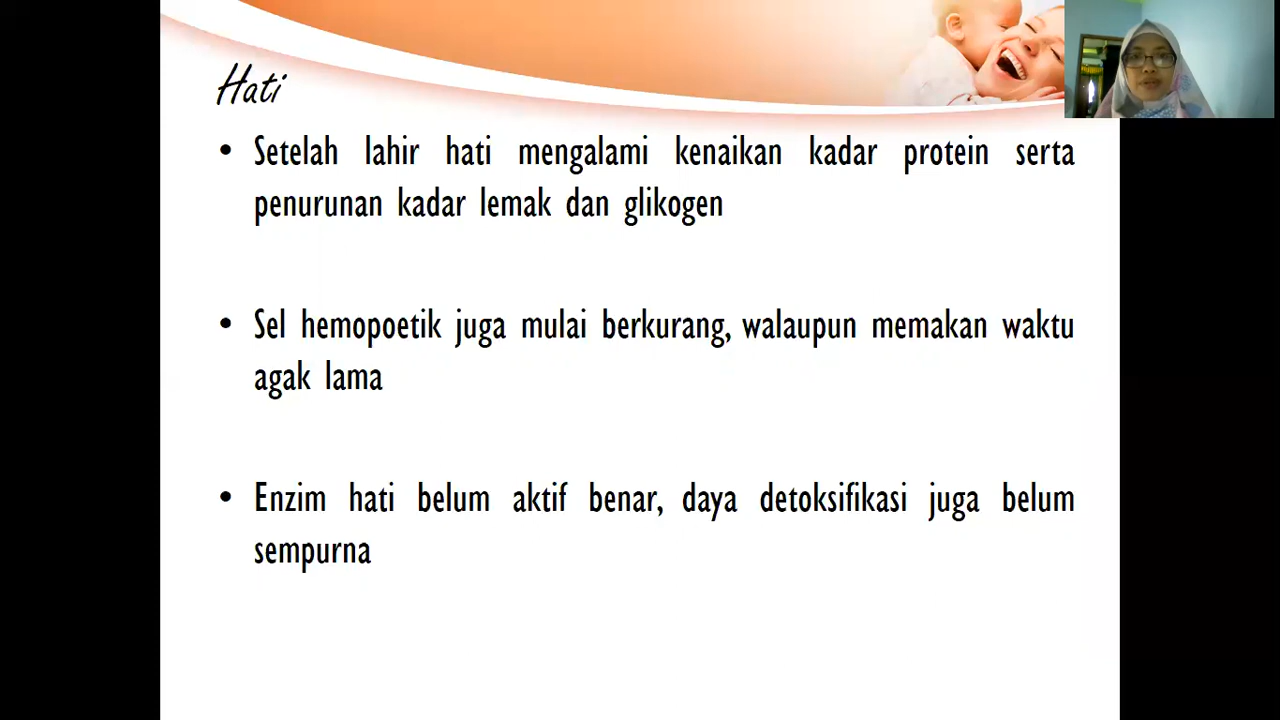 Hati
• Setelah lahir hati mengalami kenaikan kadar protein serta
penurunan kadar lemak dan glikogen
• Sel hemopoetik juga mulai berkurang, walaupun memakan waktu
agak lama
• Enzim hati belum aktif benar, daya detoksifikasi juga belum
sempurna